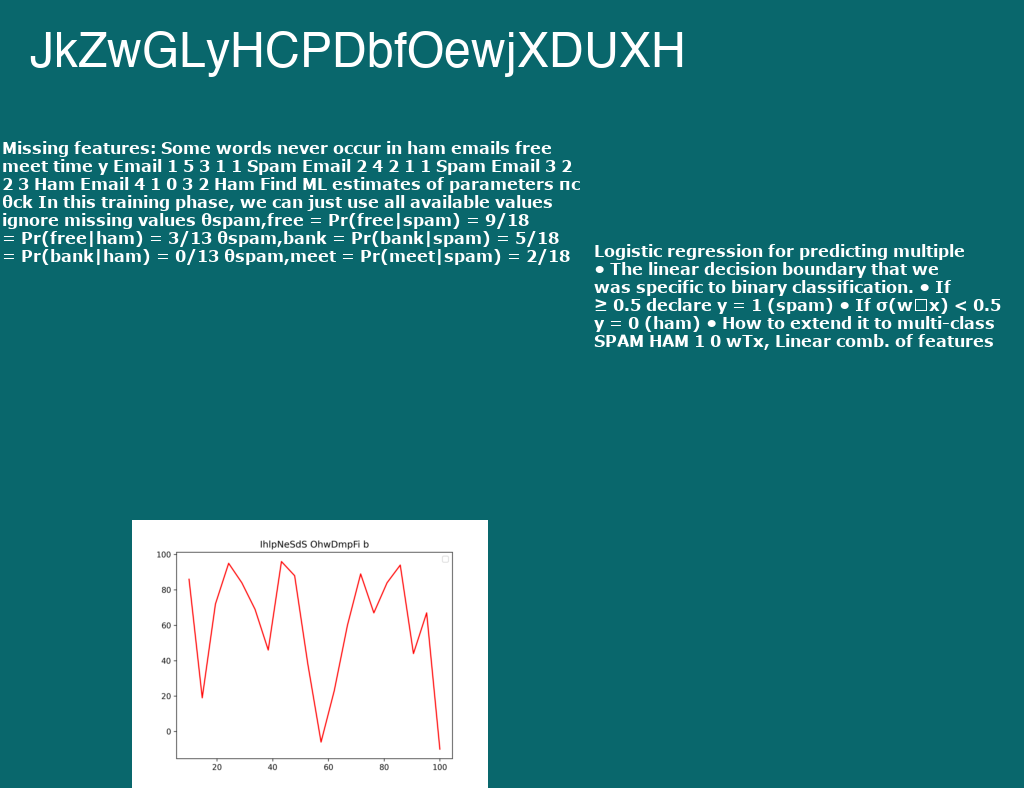 JkZwGLyHCPDbfOewjXDUXH
Missing features: Some words never occur in ham emails free
meet time y Email 1 5 3 1 1 Spam Email 2 4 2 1 1 Spam Email 3 2
2 3 Ham Email 4 1 0 3 2 Ham Find ML estimates of parameters πc
θck In this training phase, we can just use all available values
ignore missing values θspam,free = Pr(free|spam) = 9/18
= Pr(free|ham) = 3/13 θspam,bank = Pr(bank|spam) = 5/18
= Pr(bank|ham) = 0/13 θspam,meet = Pr(meet|spam) = 2/18
Logistic regression for predicting multiple
● The linear decision boundary that we
was specific to binary classification. ● If
≥ 0.5 declare y = 1 (spam) ● If σ(w□x) < 0.5
y = 0 (ham) ● How to extend it to multi-class
SPAM HAM 1 0 wTx, Linear comb. of features
IhlpNeSdS OhwDmpFi b
100
80
60
40
20
0
20 40 60 80 100